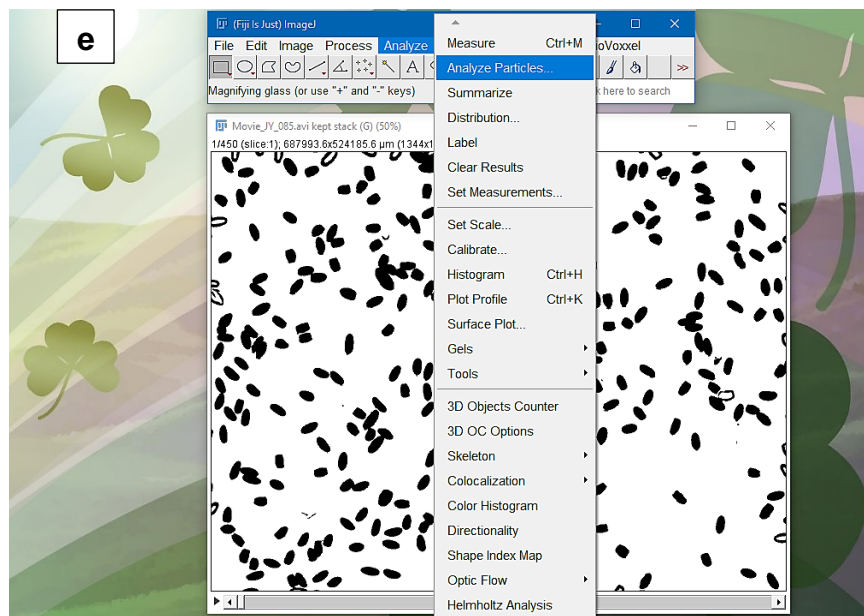 e
(Fiji Is Just) ImageJ
File Edit Image Process Analyze ioVoxxel
A
>>
Magnifying glass (or use "+" and "-" keys) here to search
Movie_JY_085.avi kept stack (G) (50%)
1/450 (slice:1); 687993.6x524185.6 µm (1344x1
Measure Ctrl+M
Analyze Particles...
Summarize
Distribution...
Label
Clear Results
Set Measurements...
Set Scale...
Calibrate...
Histogram Ctrl+H
Plot Profile Ctrl+K
Surface Plot...
Gels
Tools
3D Objects Counter
3D OC Options
Skeleton
Colocalization
Color Histogram
Directionality
Shape Index Map
Optic Flow
Helmholtz Analysis